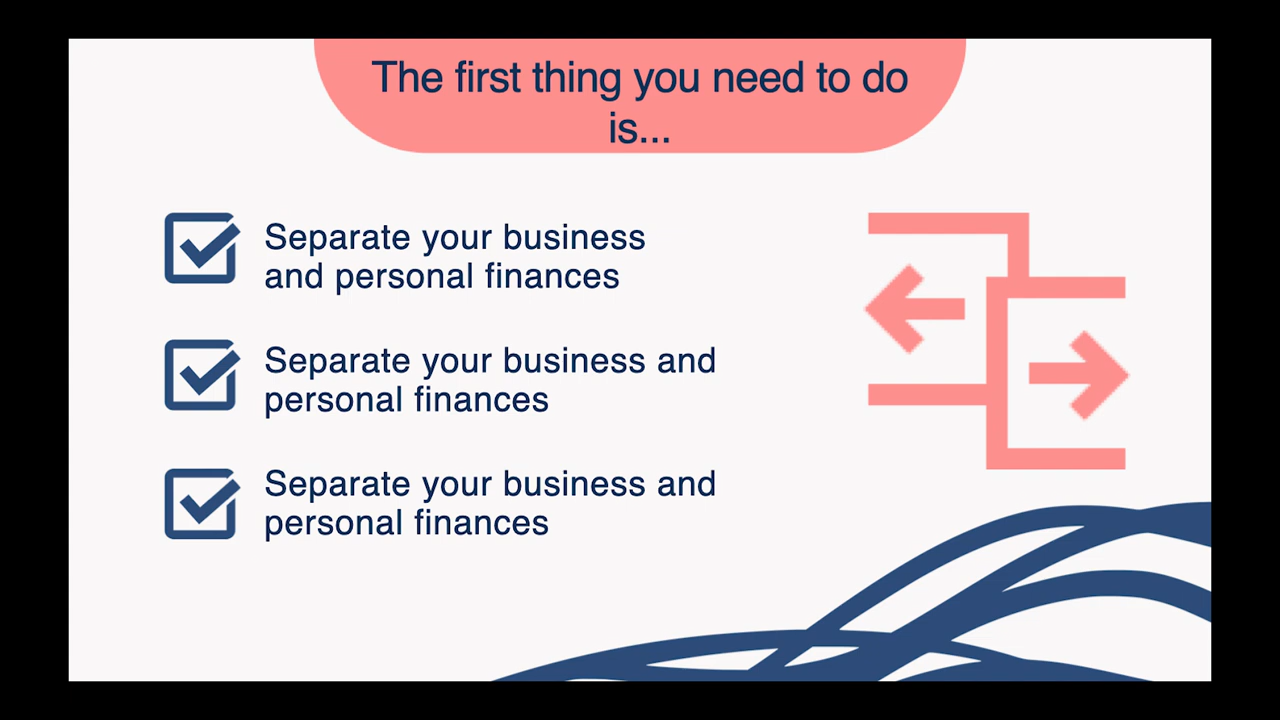 The first thing you need to do
is...
Separate your business
and personal finances
Separate your business and
personal finances
Separate your business and
personal finances